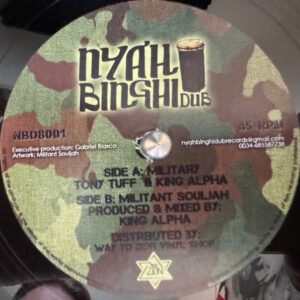 NYAH
BINGHI DUB
NBD8001
45 RPM
Executive production: Gabriel Blasco
Artwork: Militant Souljah
nyahbinghidubrecords@gmail.com
0034-685587738
SIDE A: MILITARY
TONY TUFF & KING ALPHA
SIDE B: MILITANT SOULJAH
PRODUCED & MIXED BY:
KING ALPHA
DISTRIBUTED BY:
WAY TO ZION VINYL SHOP
ZION